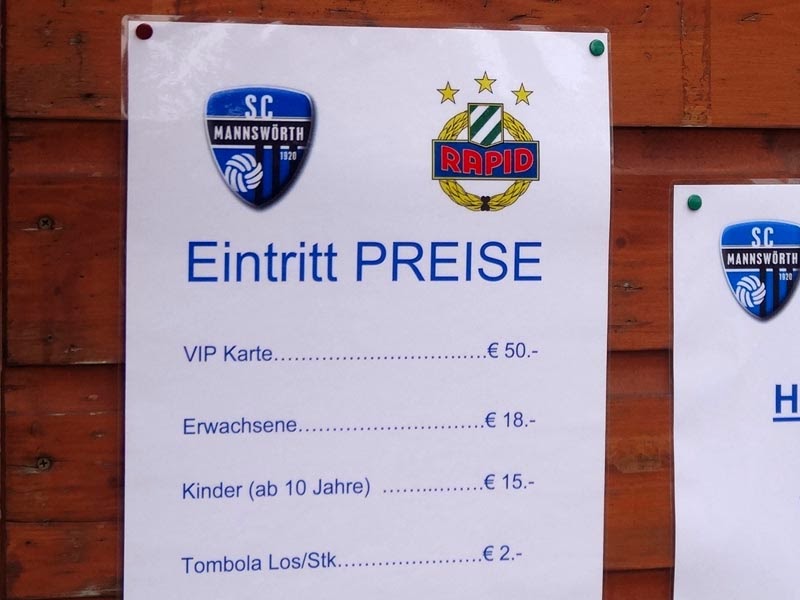 SC
MANNSWÖRTH
1920
RAPID
Eintritt PREISE
VIP Karte……………………………€ 50.-
Erwachsene………………………€ 18.-
Kinder (ab 10 Jahre) ………..……€ 15.-
Tombola Los/Stk…………………€ 2.-
SC
MANNSWÖRTH
1920
H